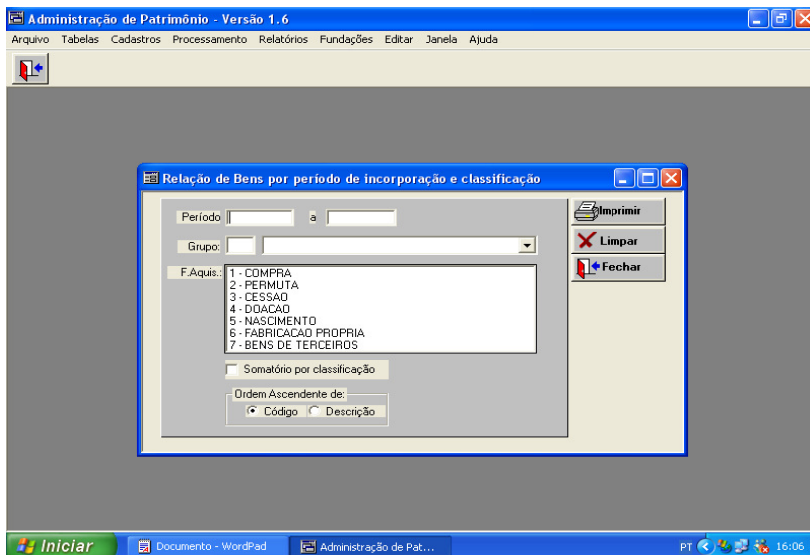 Administração de Patrimônio - Versão 1.6
Arquivo Tabelas Cadastros Processamento Relatórios Fundações Editar Janela Ajuda
Relação de Bens por período de incorporação e classificação
Período a
Imprimir
Grupo:
Limpar
F.Aquis.:
Fechar
1 - COMPRA
2 - PERMUTA
3 - CESSAO
4 - DOACAO
5 - NASCIMENTO
6 - FABRICACAO PROPRIA
7 - BENS DE TERCEIROS
Somatório por classificação
Ordem Ascendente de:
Código Descrição
Iniciar Documento - WordPad Administração de Pat... PT 16:06